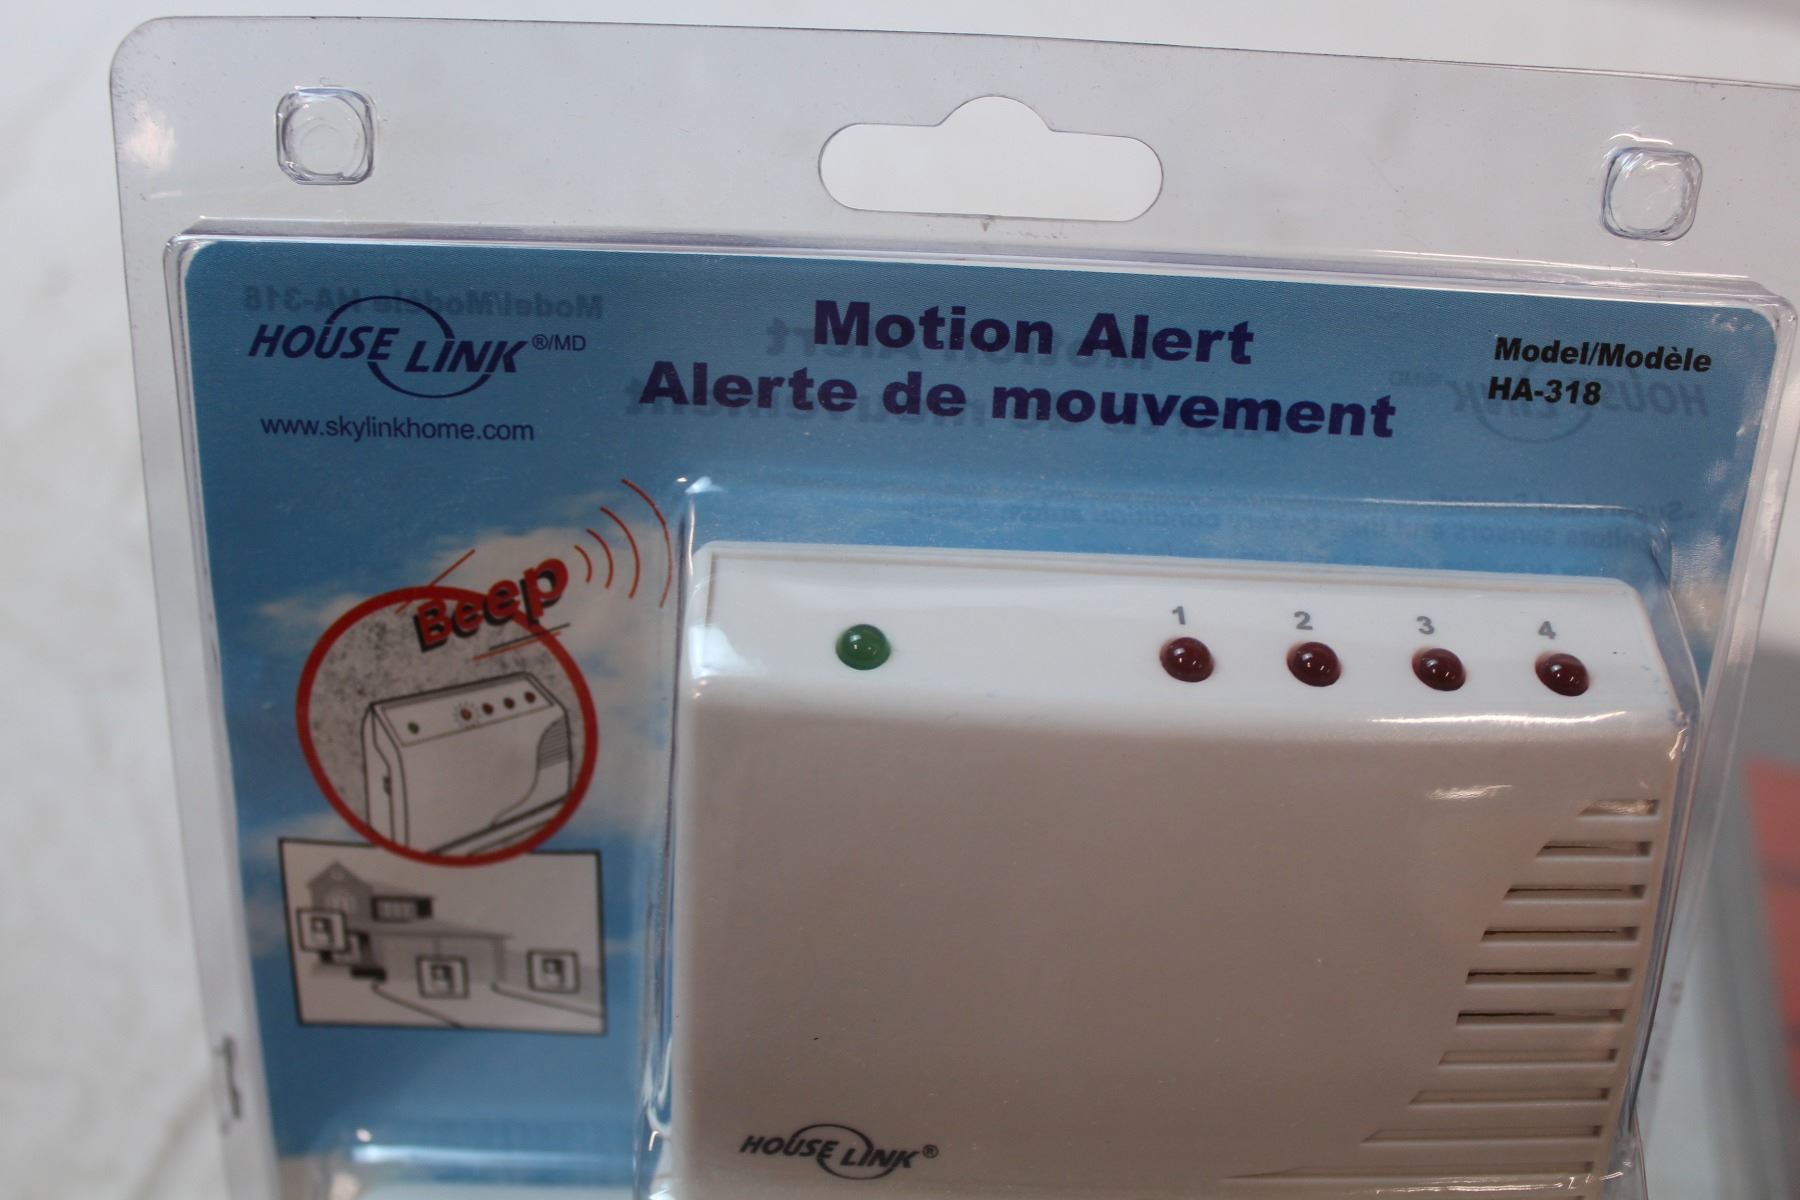 HOUSE LINK ®/MD
www.skylinkhome.com
Motion Alert
Alerte de mouvement
Model/Modèle
HA-318
Beep
1 2 3 4
HOUSE LINK ®